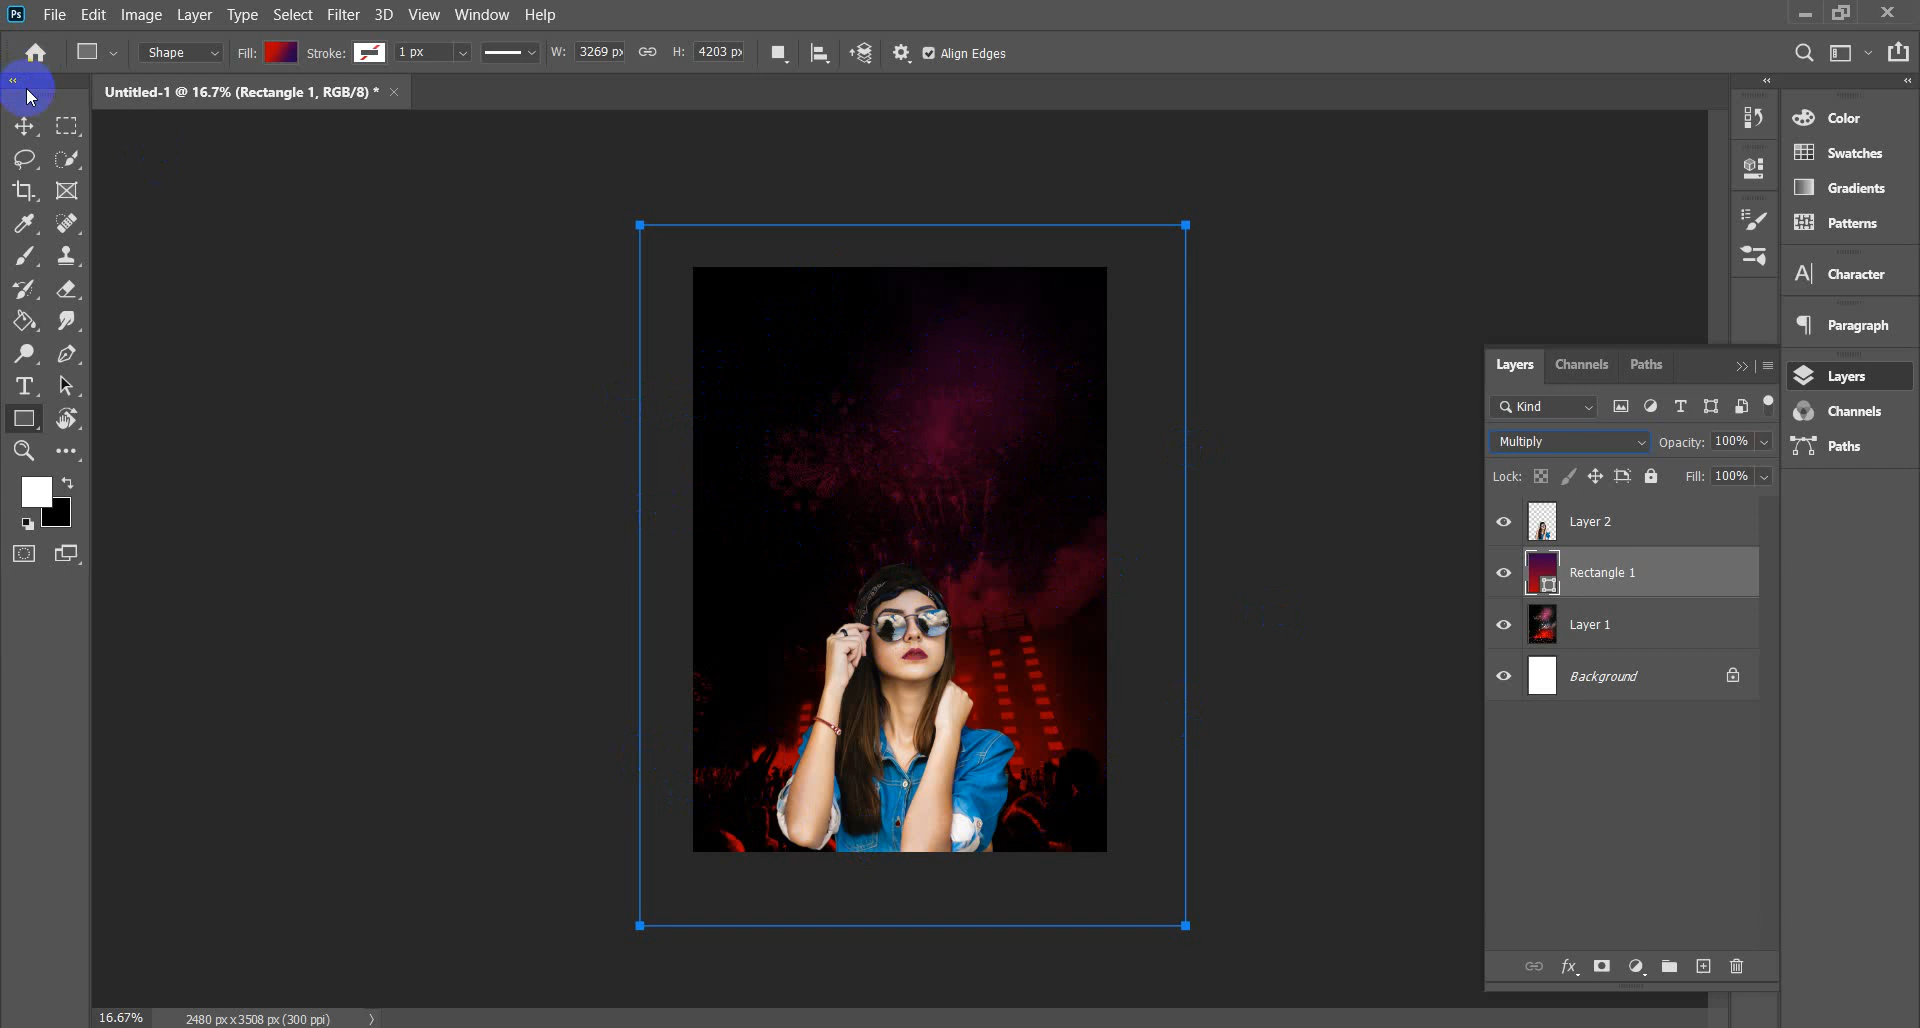 Ps File Edit Image Layer Type Select Filter 3D View Window Help
Shape Fill: Stroke: 1 px W: 3269 px H: 4203 px Align Edges
Untitled-1 @ 16.7% (Rectangle 1, RGB/8) *
Color
Swatches
Gradients
Patterns
Character
Paragraph
Layers
Channels
Paths
Layers Channels Paths
Kind
Multiply Opacity: 100%
Lock: Fill: 100%
Layer 2
Rectangle 1
Layer 1
Background
fx
16.67% 2480 px x 3508 px (300 ppi)